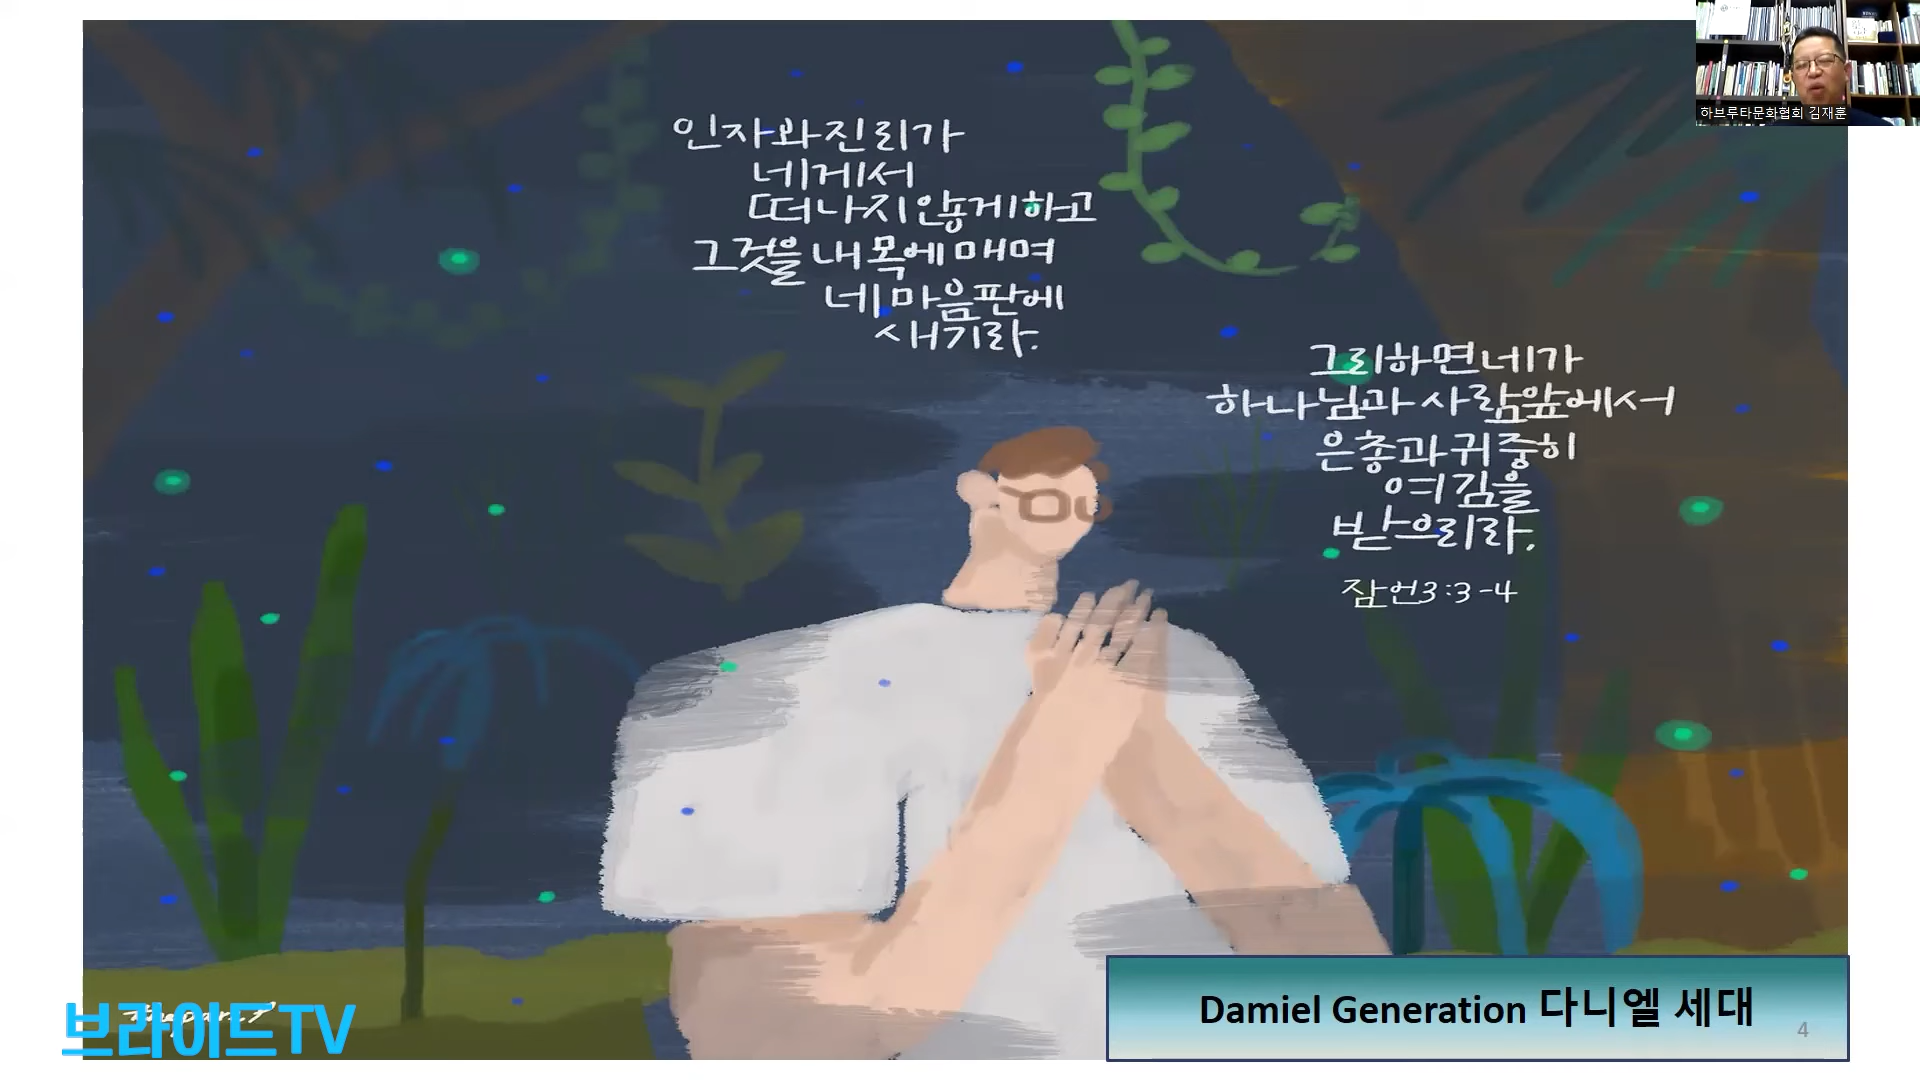 하브루타문화협회 김재훈
인자와 진리가
네게서
떠나지 않게 하고
그것을 네 목에 매며
네 마음판에
새기라.
그리하면 네가
하나님과 사람 앞에서
은총과 귀중히
여김을
받으리라.
잠언 3:3-4
브라이드TV
Damiel Generation 다니엘 세대
4